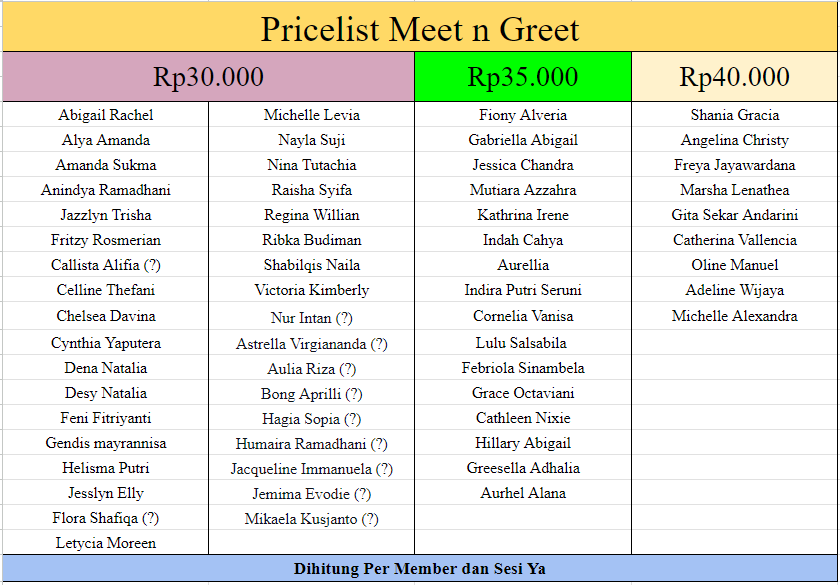 Pricelist Meet n Greet
Rp30.000 Rp35.000 Rp40.000
Abigail Rachel Michelle Levia Fiony Alveria Shania Gracia
Alya Amanda Nayla Suji Gabriella Abigail Angelina Christy
Amanda Sukma Nina Tutachia Jessica Chandra Freya Jayawardana
Anindya Ramadhani Raisha Syifa Mutiara Azzahra Marsha Lenathea
Jazzlyn Trisha Regina Willian Kathrina Irene Gita Sekar Andarini
Fritzy Rosmerian Ribka Budiman Indah Cahya Catherina Vallencia
Callista Alifia (?) Shabilqis Naila Aurellia Oline Manuel
Celline Thefani Victoria Kimberly Indira Putri Seruni Adeline Wijaya
Chelsea Davina Nur Intan (?) Cornelia Vanisa Michelle Alexandra
Cynthia Yaputera Astrella Virgiananda (?) Lulu Salsabila
Dena Natalia Aulia Riza (?) Febriola Sinambela
Desy Natalia Bong Aprilli (?) Grace Octaviani
Feni Fitriyanti Hagia Sopia (?) Cathleen Nixie
Gendis mayrannisa Humaira Ramadhani (?) Hillary Abigail
Helisma Putri Jacqueline Immanuela (?) Greesella Adhalia
Jesslyn Elly Jemima Evodie (?) Aurhel Alana
Flora Shafiqa (?) Mikaela Kusjanto (?)
Letycia Moreen
Dihitung Per Member dan Sesi Ya